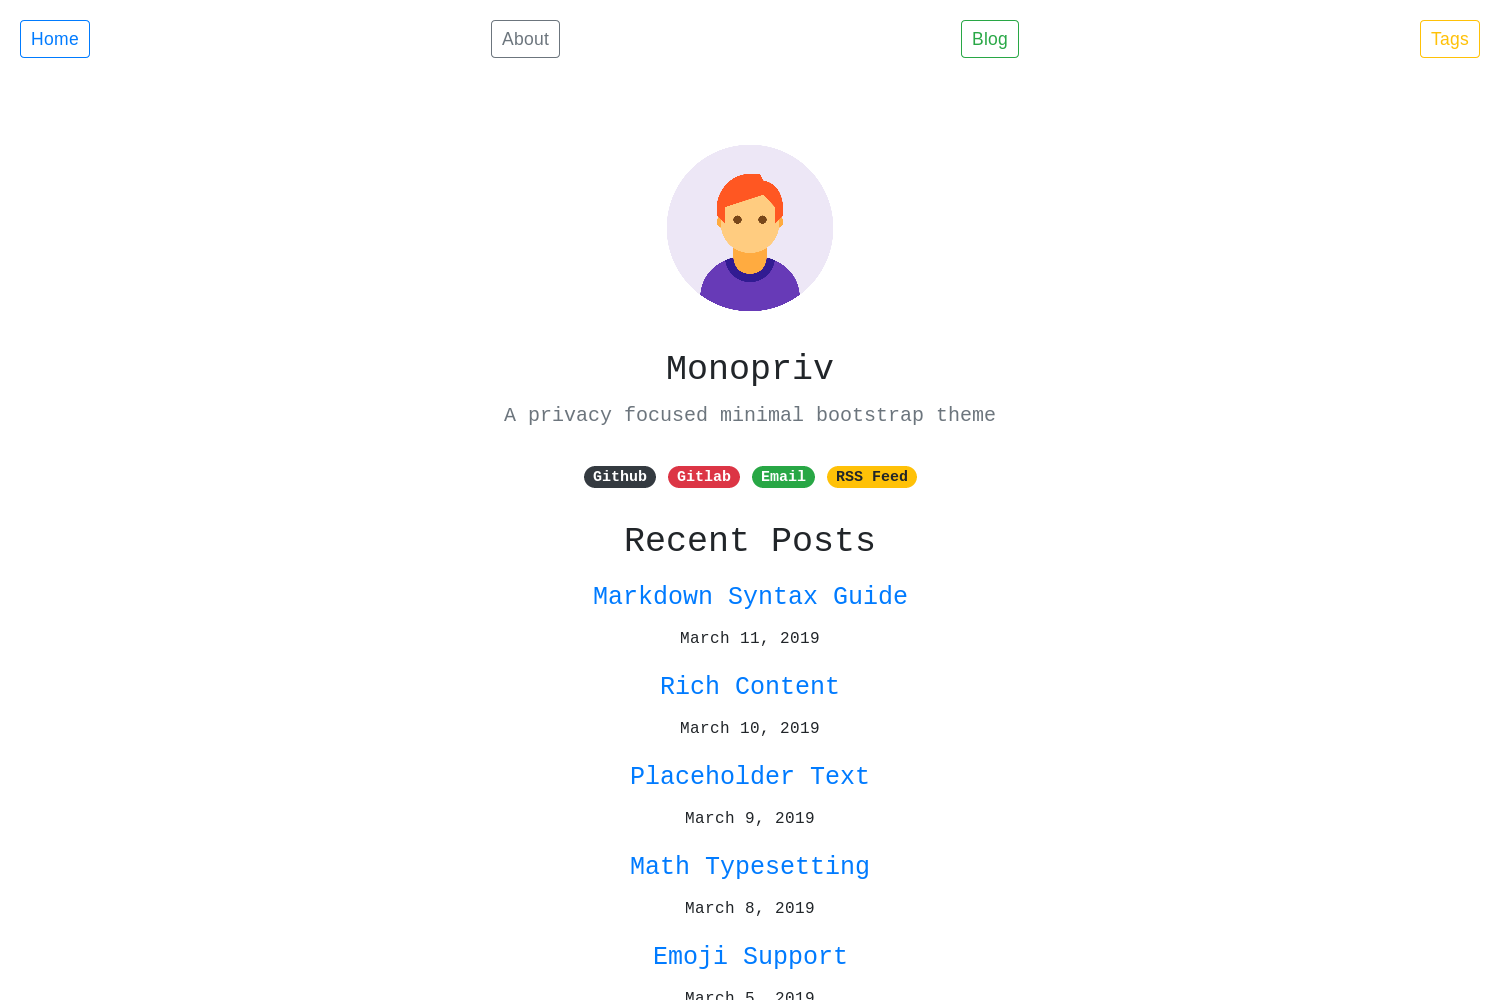 Home About Blog Tags
Monopriv
A privacy focused minimal bootstrap theme
Github Gitlab Email RSS Feed
Recent Posts
Markdown Syntax Guide
March 11, 2019
Rich Content
March 10, 2019
Placeholder Text
March 9, 2019
Math Typesetting
March 8, 2019
Emoji Support
March 5, 2019